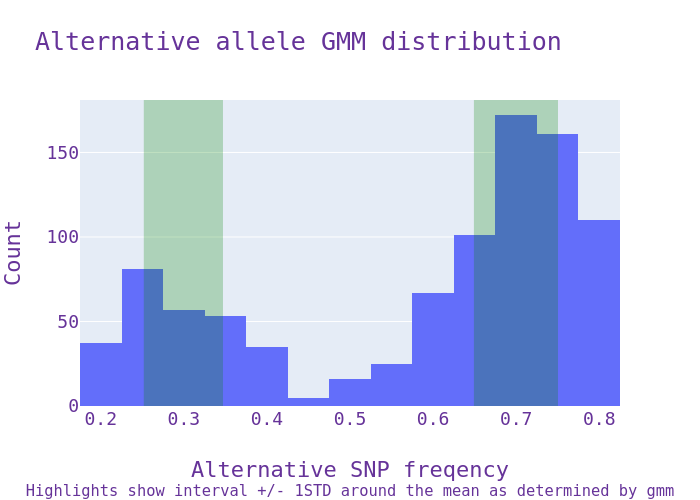 Alternative allele GMM distribution
150
100
50
0
Count
0.2 0.3 0.4 0.5 0.6 0.7 0.8
Alternative SNP freqency
Highlights show interval +/- 1STD around the mean as determined by gmm